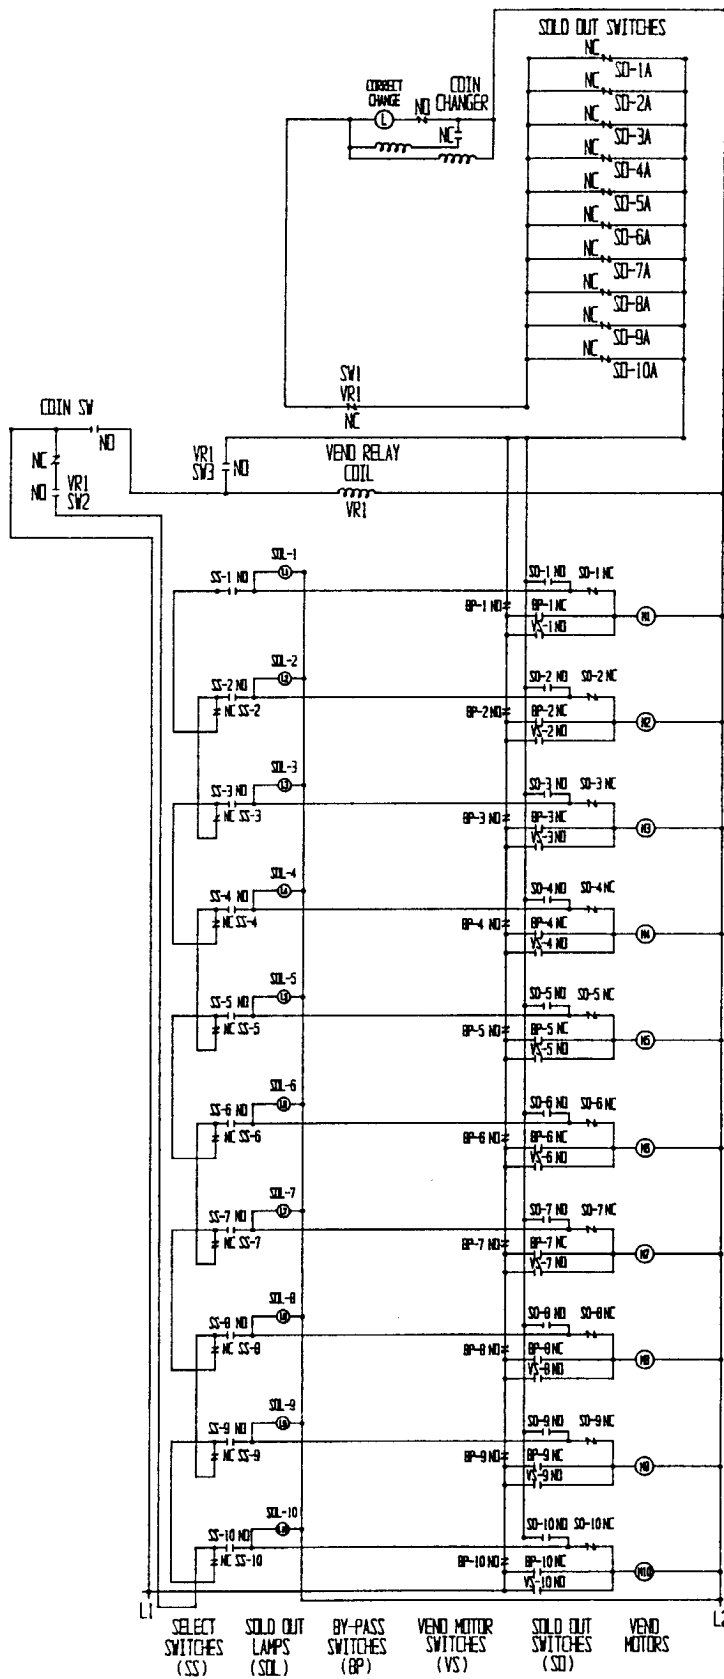 SOLD OUT SWITCHES
NC
SO-1A
NC
SO-2A
NC
SO-3A
NC
SO-4A
NC
SO-5A
NC
SO-6A
NC
SO-7A
NC
SO-8A
NC
SO-9A
NC
SO-10A
CORRECT
CHANGE
L
NO
COIN
CHANGER
NC
SW1
VR1
NC
COIN SW
NO
NC
NO
VR1
SW2
VR1
SW3
NO
VEND RELAY
COIL
VR1
SOL-1
SS-1 NO
L1
SO-1 NO SO-1 NC
BP-1 NO
BP-1 NC
VS-1 NO
M1
SOL-2
SS-2 NO
L2
NC SS-2
SO-2 NO SO-2 NC
BP-2 NO
BP-2 NC
VS-2 NO
M2
SOL-3
SS-3 NO
L3
NC SS-3
SO-3 NO SO-3 NC
BP-3 NO
BP-3 NC
VS-3 NO
M3
SOL-4
SS-4 NO
L4
NC SS-4
SO-4 NO SO-4 NC
BP-4 NO
BP-4 NC
VS-4 NO
M4
SOL-5
SS-5 NO
L5
NC SS-5
SO-5 NO SO-5 NC
BP-5 NO
BP-5 NC
VS-5 NO
M5
SOL-6
SS-6 NO
L6
NC SS-6
SO-6 NO SO-6 NC
BP-6 NO
BP-6 NC
VS-6 NO
M6
SOL-7
SS-7 NO
L7
NC SS-7
SO-7 NO SO-7 NC
BP-7 NO
BP-7 NC
VS-7 NO
M7
SOL-8
SS-8 NO
L8
NC SS-8
SO-8 NO SO-8 NC
BP-8 NO
BP-8 NC
VS-8 NO
M8
SOL-9
SS-9 NO
L9
NC SS-9
SO-9 NO SO-9 NC
BP-9 NO
BP-9 NC
VS-9 NO
M9
SOL-10
SS-10 NO
L10
NC SS-10
SO-10 NO SO-10 NC
BP-10 NO
BP-10 NC
VS-10 NO
M10
L1
L2
SELECT
SWITCHES
(SS)
SOLD OUT
LAMPS
(SOL)
BY-PASS
SWITCHES
(BP)
VEND MOTOR
SWITCHES
(VS)
SOLD OUT
SWITCHES
(SO)
VEND
MOTORS